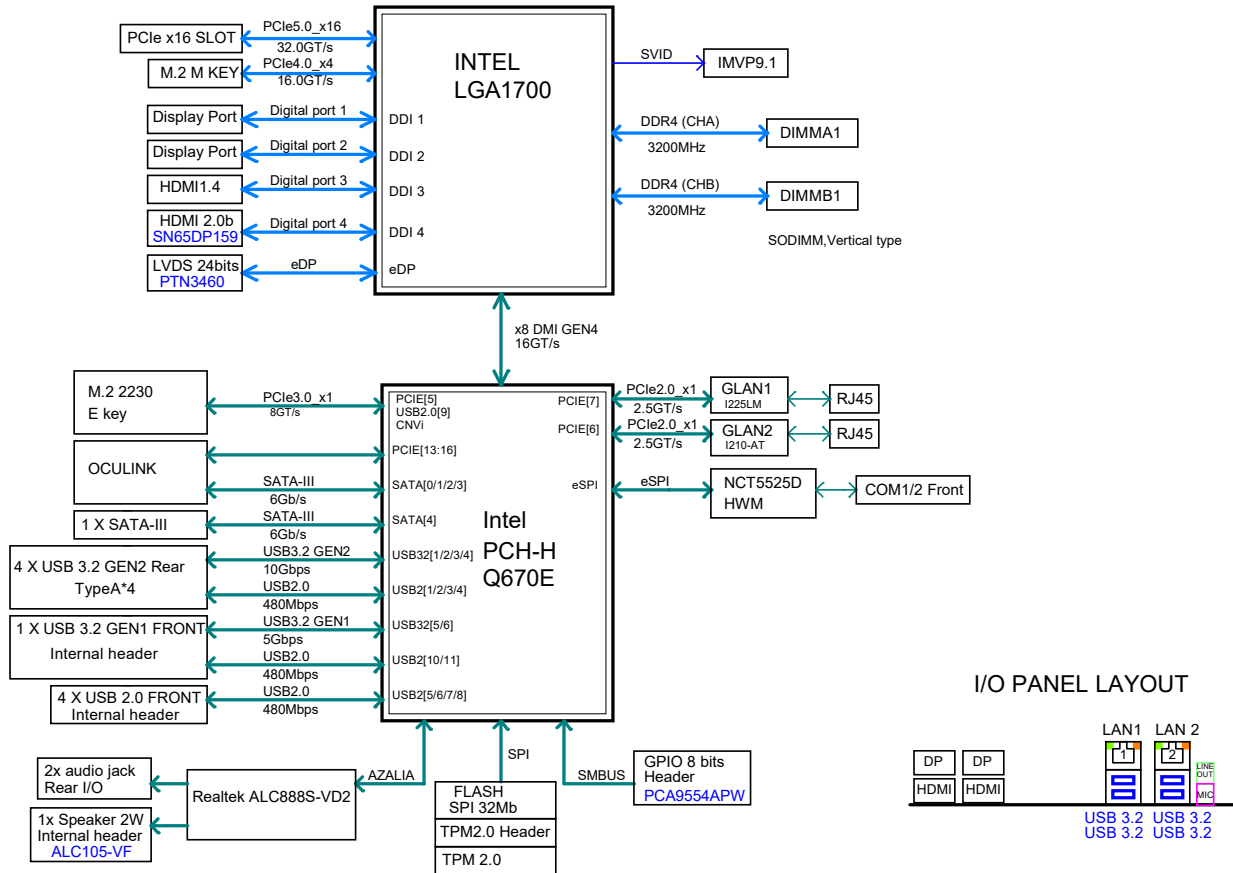 PCIe x16 SLOT
PCIe5.0_x16
32.0GT/s
M.2 M KEY
PCIe4.0_x4
16.0GT/s
Display Port
Digital port 1
DDI 1
Display Port
Digital port 2
DDI 2
HDMI1.4
Digital port 3
DDI 3
HDMI 2.0b
SN65DP159
Digital port 4
DDI 4
LVDS 24bits
PTN3460
eDP
eDP
INTEL
LGA1700
SVID
IMVP9.1
DDR4 (CHA)
3200MHz
DIMMA1
DDR4 (CHB)
3200MHz
DIMMB1
SODIMM,Vertical type
x8 DMI GEN4
16GT/s
M.2 2230
E key
PCIe3.0_x1
8GT/s
PCIE[5]
USB2.0[9]
CNVi
OCULINK
PCIE[13:16]
SATA-III
6Gb/s
SATA[0/1/2/3]
1 X SATA-III
SATA-III
6Gb/s
SATA[4]
4 X USB 3.2 GEN2 Rear
TypeA*4
USB3.2 GEN2
10Gbps
USB32[1/2/3/4]
USB2.0
480Mbps
USB2[1/2/3/4]
1 X USB 3.2 GEN1 FRONT
Internal header
USB3.2 GEN1
5Gbps
USB32[5/6]
USB2.0
480Mbps
USB2[10/11]
4 X USB 2.0 FRONT
Internal header
USB2.0
480Mbps
USB2[5/6/7/8]
Intel
PCH-H
Q670E
PCIE[7]
PCIe2.0_x1
2.5GT/s
GLAN1
I225LM
RJ45
PCIE[6]
PCIe2.0_x1
2.5GT/s
GLAN2
I210-AT
RJ45
eSPI
eSPI
NCT5525D
HWM
COM1/2 Front
2x audio jack
Rear I/O
1x Speaker 2W
Internal header
ALC105-VF
Realtek ALC888S-VD2
AZALIA
SPI
FLASH
SPI 32Mb
TPM2.0 Header
TPM 2.0
SMBUS
GPIO 8 bits
Header
PCA9554APW
I/O PANEL LAYOUT
LAN1 LAN 2
1 2
DP DP
HDMI HDMI
LINE
OUT
MIC
USB 3.2 USB 3.2
USB 3.2 USB 3.2